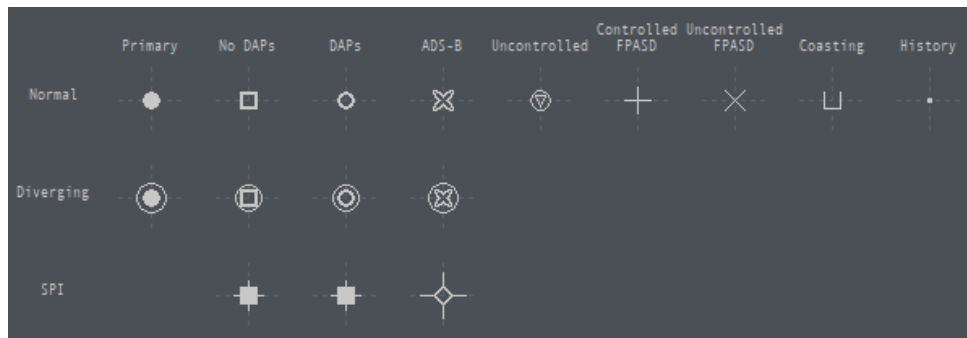 Controlled Uncontrolled
Primary No DAPs DAPs ADS-B Uncontrolled FPASD FPASD Coasting History
Normal
Diverging
SPI